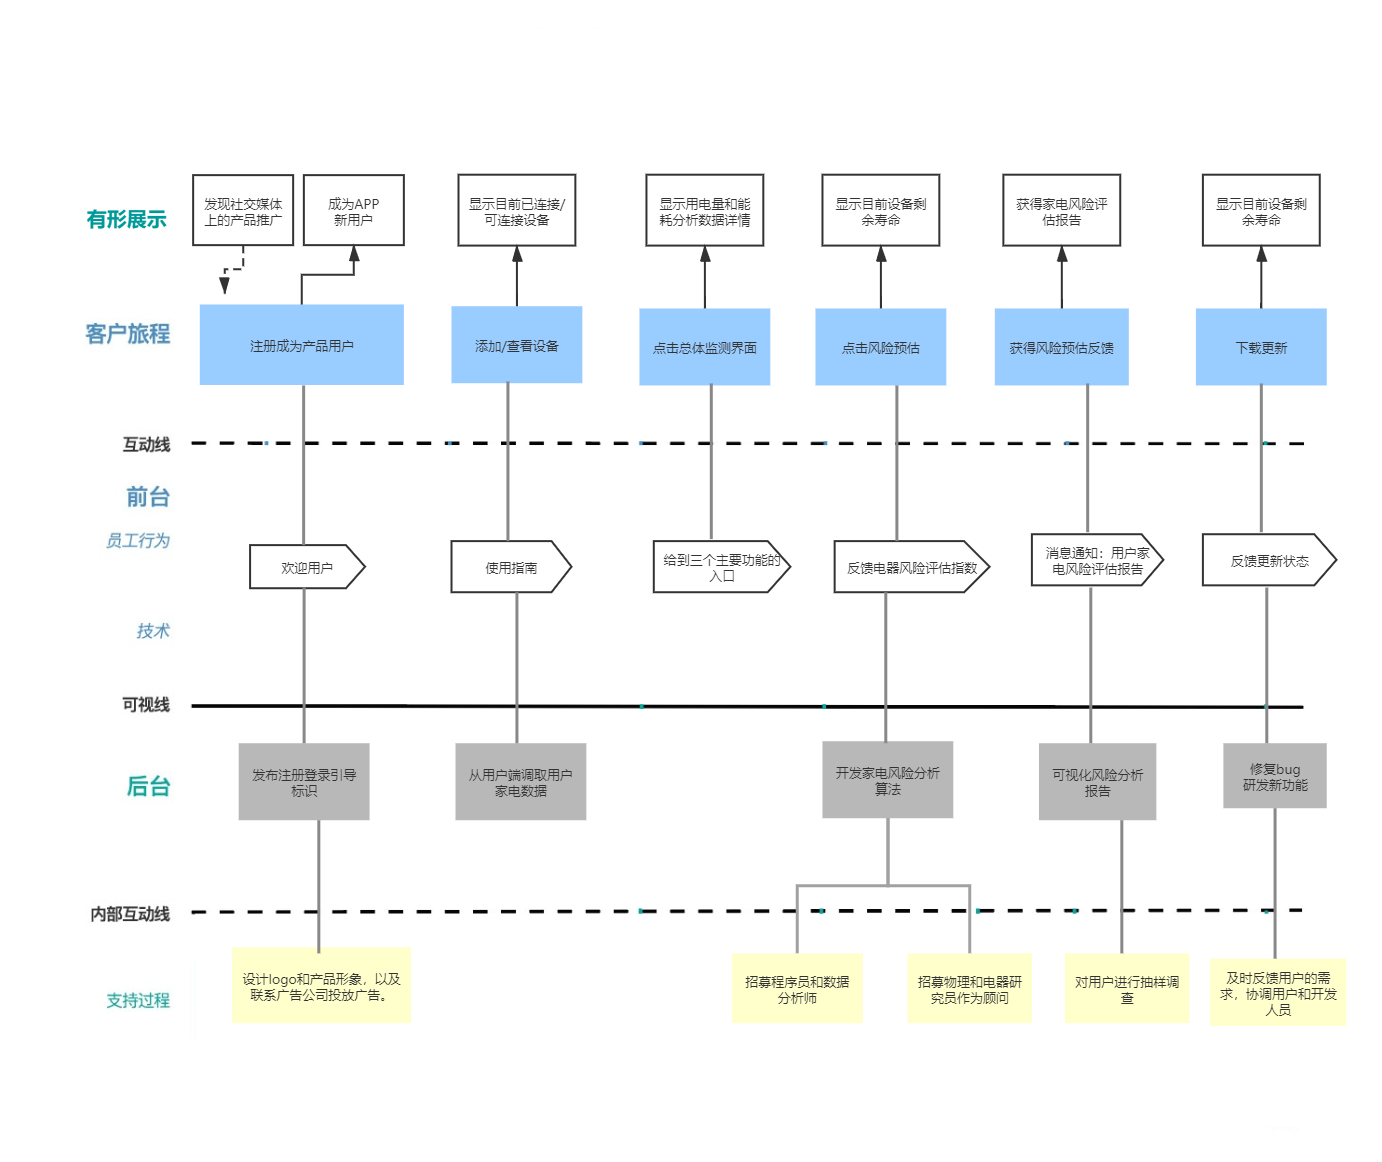 有形展示
发现社交媒体
上的产品推广
成为APP
新用户
显示目前已连接/
可连接设备
显示用电量和能
耗分析数据详情
显示目前设备剩
余寿命
获得家电风险评
估报告
显示目前设备剩
余寿命
客户旅程
注册成为产品用户
添加/查看设备
点击总体监测界面
点击风险预估
获得风险预估反馈
下载更新
互动线
前台
员工行为
欢迎用户
使用指南
给到三个主要功能的
入口
反馈电器风险评估指数
消息通知：用户家
电风险评估报告
反馈更新状态
技术
可视线
后台
发布注册登录引导
标识
从用户端调取用户
家电数据
开发家电风险分析
算法
可视化风险分析
报告
修复bug
研发新功能
内部互动线
支持过程
设计logo和产品形象，以及
联系广告公司投放广告。
招募程序员和数据
分析师
招募物理和电器研
究员作为顾问
对用户进行抽样调
查
及时反馈用户的需
求，协调用户和开发
人员